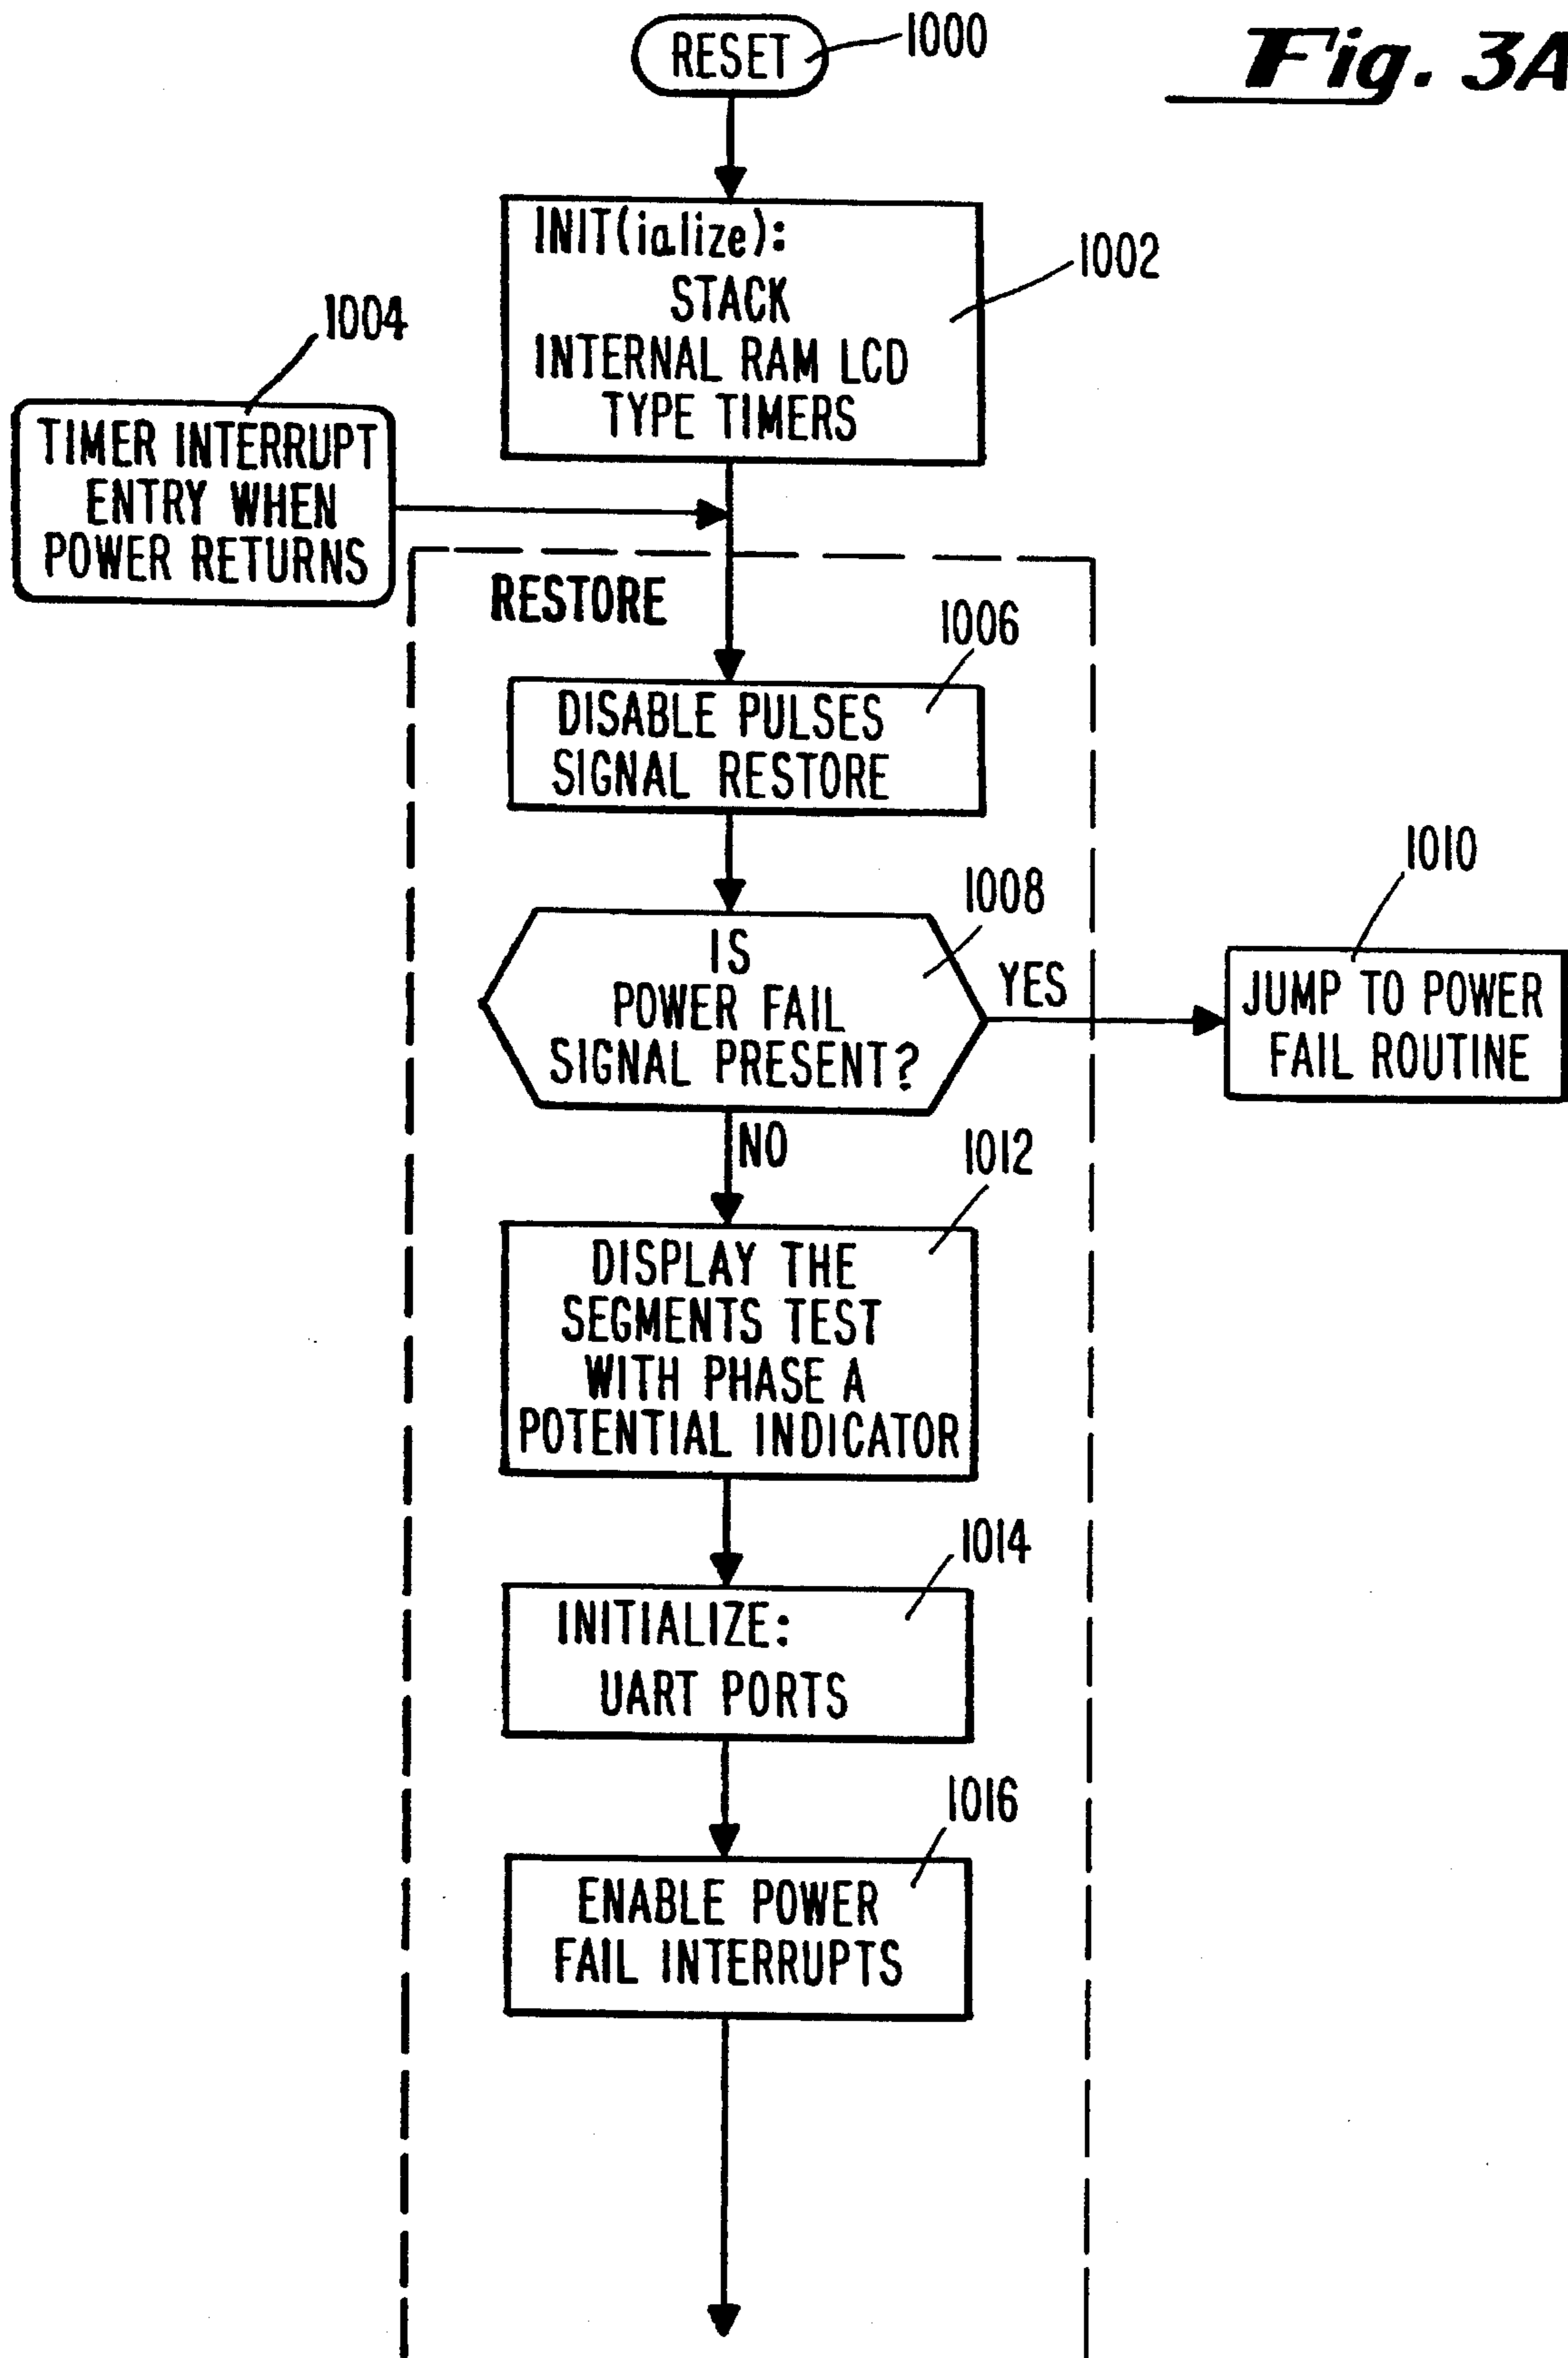 RESET
1000
Fig. 3A
INIT(ialize):
STACK
INTERNAL RAM LCD
TYPE TIMERS
1002
1004
TIMER INTERRUPT
ENTRY WHEN
POWER RETURNS
RESTORE
1006
DISABLE PULSES
SIGNAL RESTORE
1008
IS
POWER FAIL
SIGNAL PRESENT?
YES
1010
JUMP TO POWER
FAIL ROUTINE
NO
1012
DISPLAY THE
SEGMENTS TEST
WITH PHASE A
POTENTIAL INDICATOR
1014
INITIALIZE:
UART PORTS
1016
ENABLE POWER
FAIL INTERRUPTS